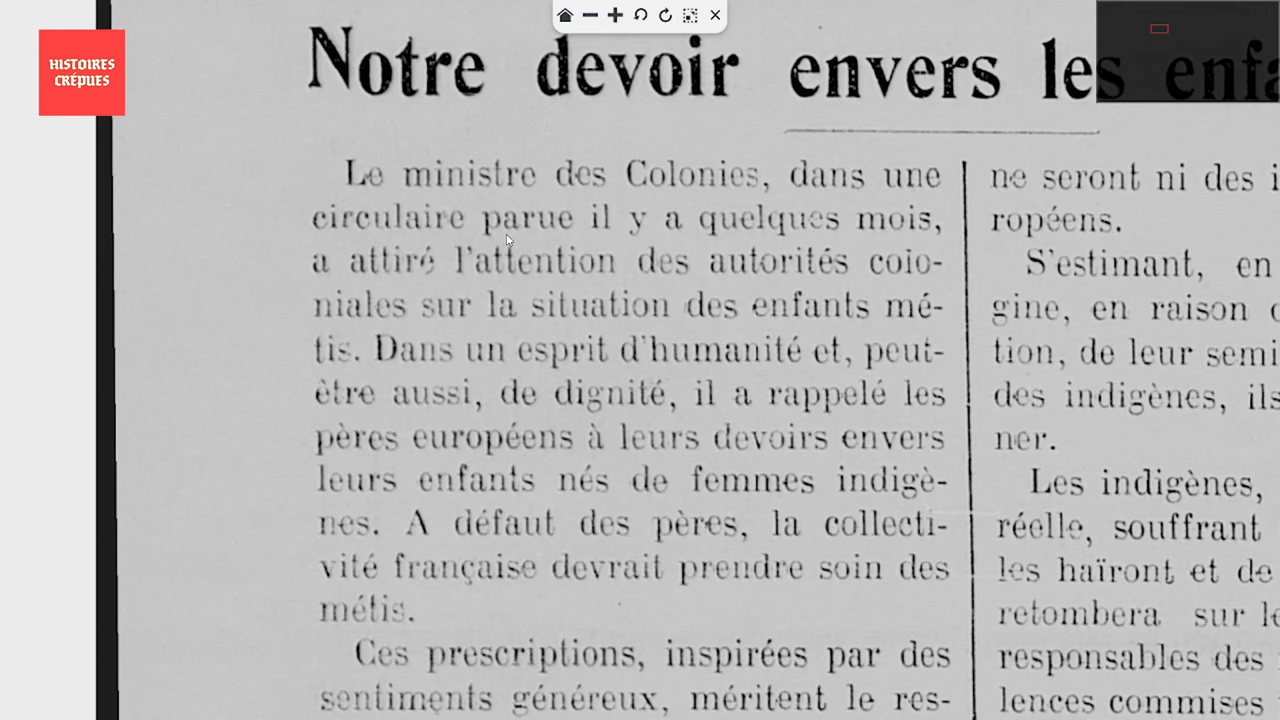 HISTOIRES
CRÉPUES
Notre devoir envers les enfa
Le ministre des Colonies, dans une
circulaire parue il y a quelques mois,
a attiré l'attention des autorités colo-
niales sur la situation des enfants mé-
tis. Dans un esprit d'humanité et, peut-
être aussi, de dignité, il a rappelé les
pères européens à leurs devoirs envers
leurs enfants nés de femmes indigè-
nes. A défaut des pères, la collecti-
vité française devrait prendre soin des
métis.
Ces prescriptions, inspirées par des
sentiments généreux, méritent le res-
ne seront ni des i
ropéens.
S'estimant, en
gine, en raison
tion, de leur semi
des indigènes, ils
ner.
Les indigènes,
réelle, souffrant
les haïront et de
retombera sur le
responsables des
lences commises